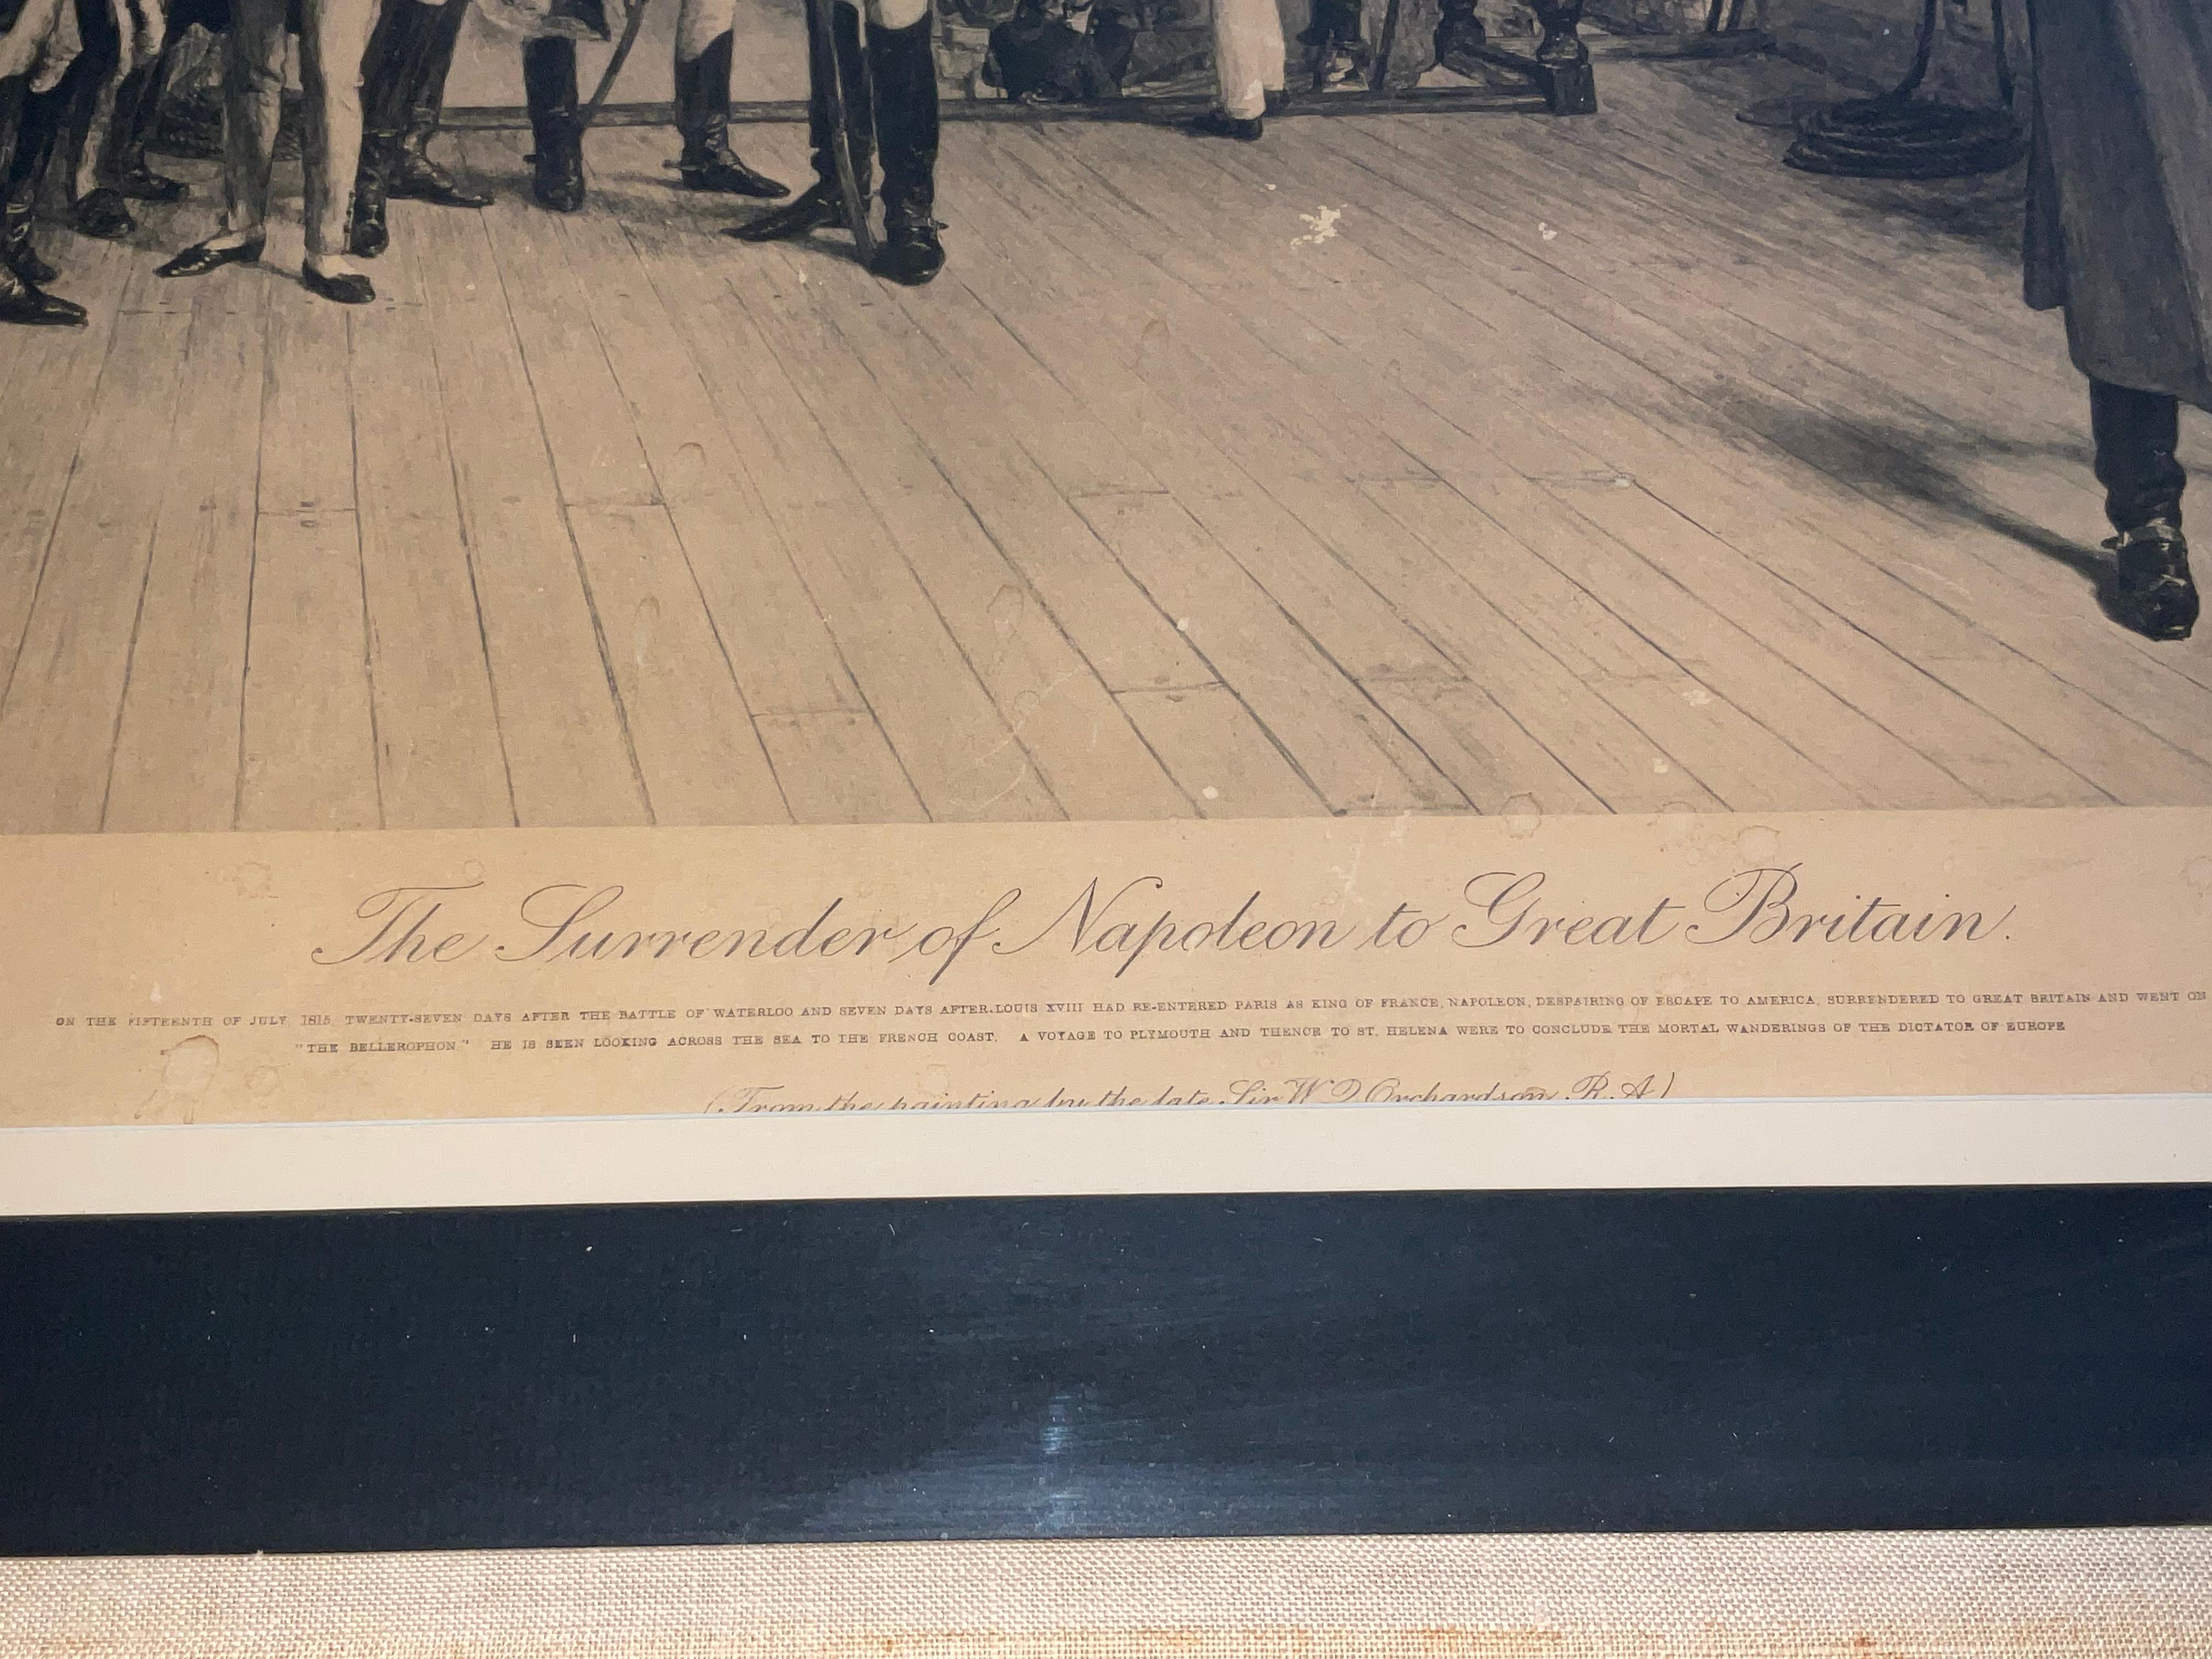 The Surrender of Napoleon to Great Britain.
ON THE FIFTEENTH OF JULY, 1815, TWENTY-SEVEN DAYS AFTER THE BATTLE OF WATERLOO AND SEVEN DAYS AFTER LOUIS XVIII HAD RE-ENTERED PARIS AS KING OF FRANCE, NAPOLEON, DESPAIRING OF ESCAPE TO AMERICA, SURRENDERED TO GREAT BRITAIN AND WENT ON
"THE BELLEROPHON." HE IS SEEN LOOKING ACROSS THE SEA TO THE FRENCH COAST. A VOYAGE TO PLYMOUTH AND THENCE TO ST. HELENA WERE TO CONCLUDE THE MORTAL WANDERINGS OF THE DICTATOR OF EUROPE
(From the painting by the late Sir W Q Orchardson R.A)